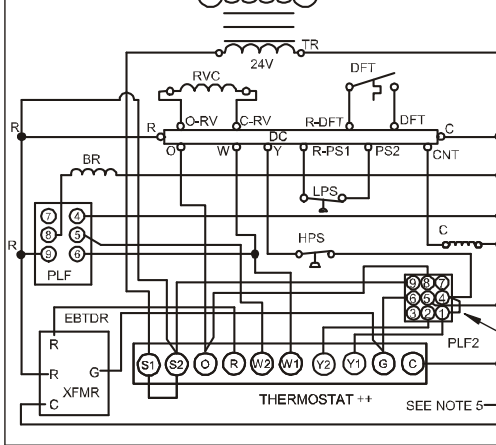 TR
24V
RVC
DFT
O-RV
C-RV
R-DFT
DFT
R
R
DC
C
O
W
Y
R-PS1
PS2
CNT
BR
LPS
C
HPS
7
4
8
5
R
9
6
PLF
9
8
7
6
5
4
3
2
1
PLF2
EBTDR
R
G
R
XFMR
C
S1
S2
O
R
W2
W1
Y2
Y1
G
C
THERMOSTAT ++
SEE NOTE 5